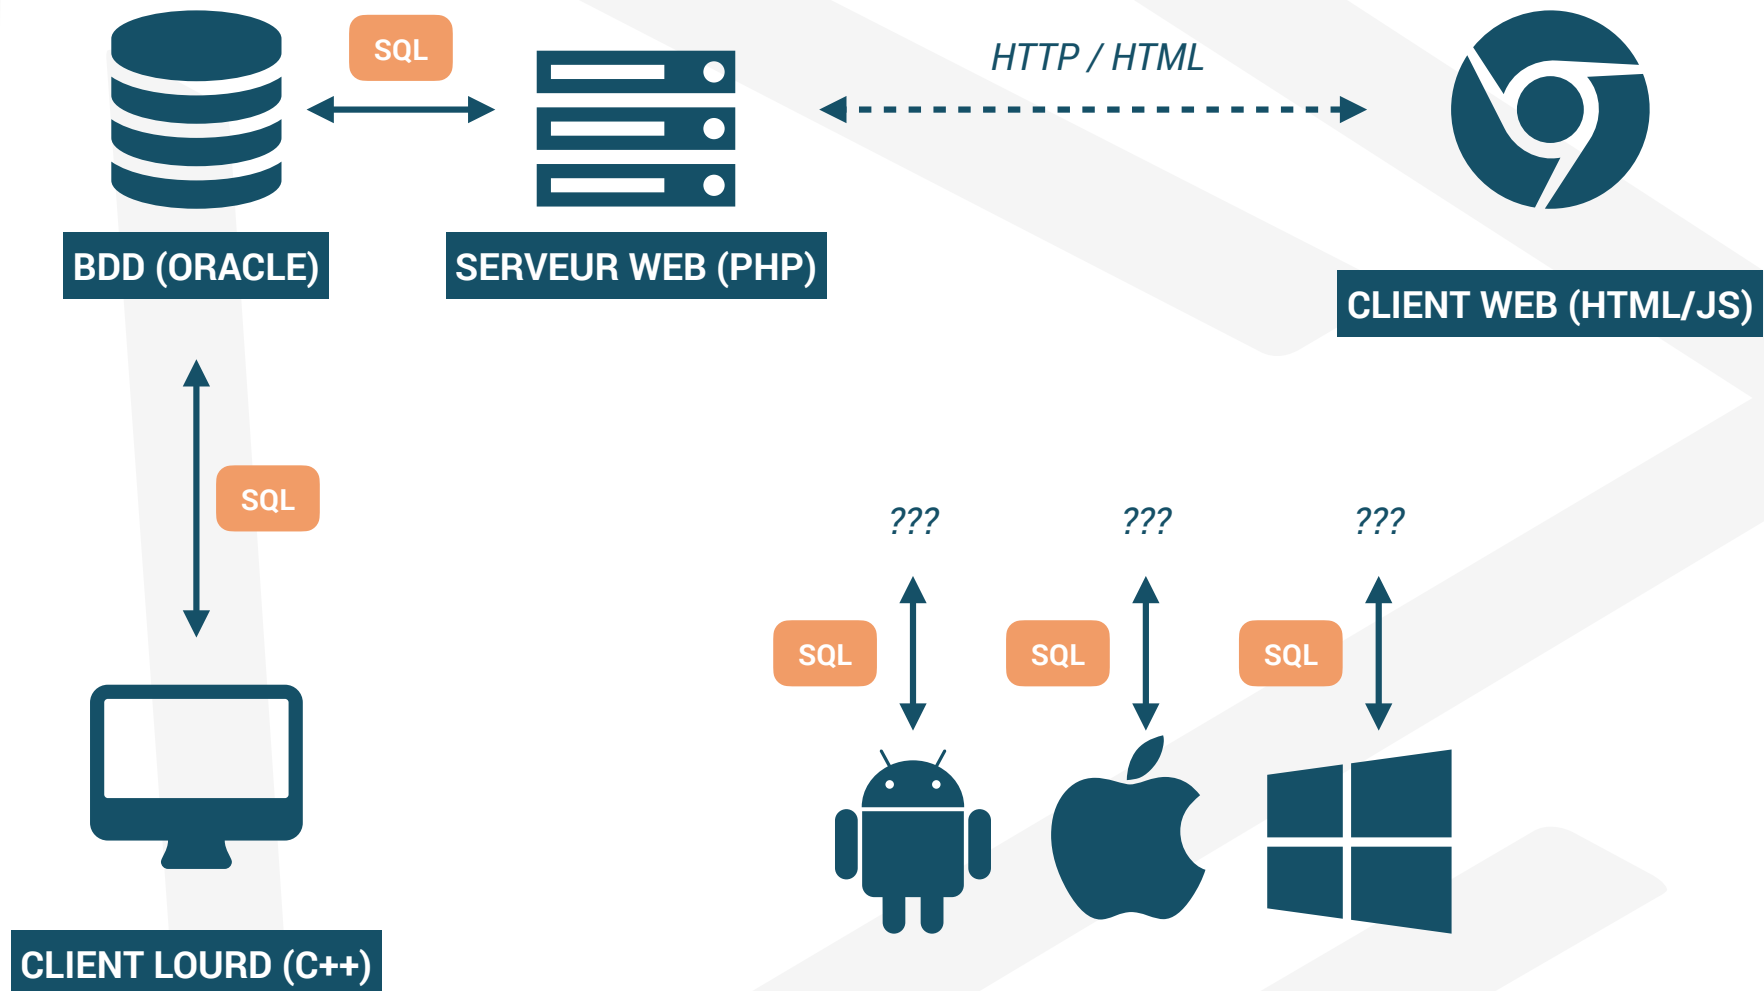 SQL
HTTP / HTML
BDD (ORACLE)
SERVEUR WEB (PHP)
CLIENT WEB (HTML/JS)
SQL
???
???
???
SQL
SQL
SQL
CLIENT LOURD (C++)